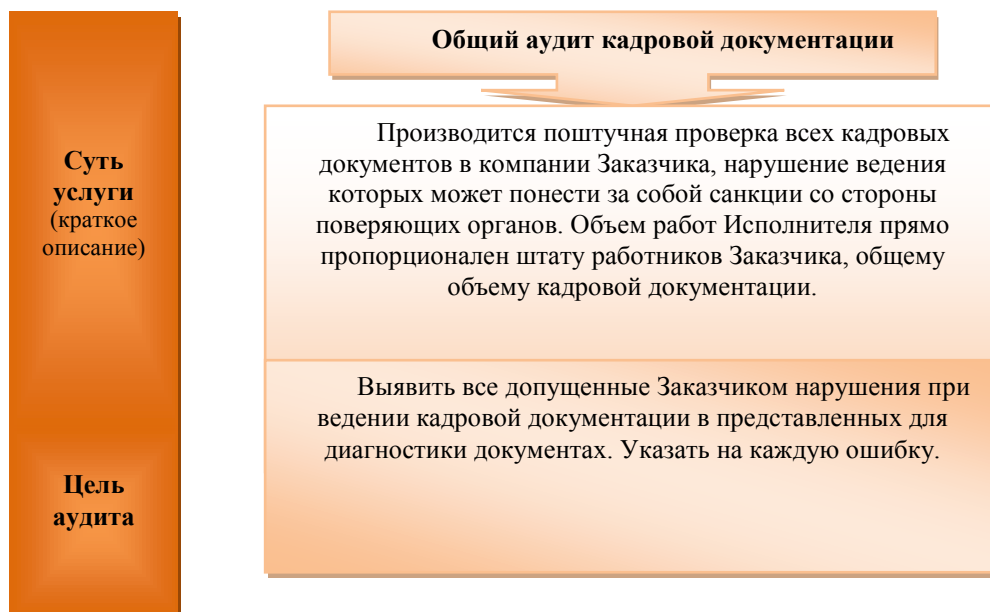 Общий аудит кадровой документации
Суть
услуги
(краткое
описание)
Производится поштучная проверка всех кадровых
документов в компании Заказчика, нарушение ведения
которых может понести за собой санкции со стороны
поверяющих органов. Объем работ Исполнителя прямо
пропорционален штату работников Заказчика, общему
объему кадровой документации.
Цель
аудита
Выявить все допущенные Заказчиком нарушения при
ведении кадровой документации в представленных для
диагностики документах. Указать на каждую ошибку.